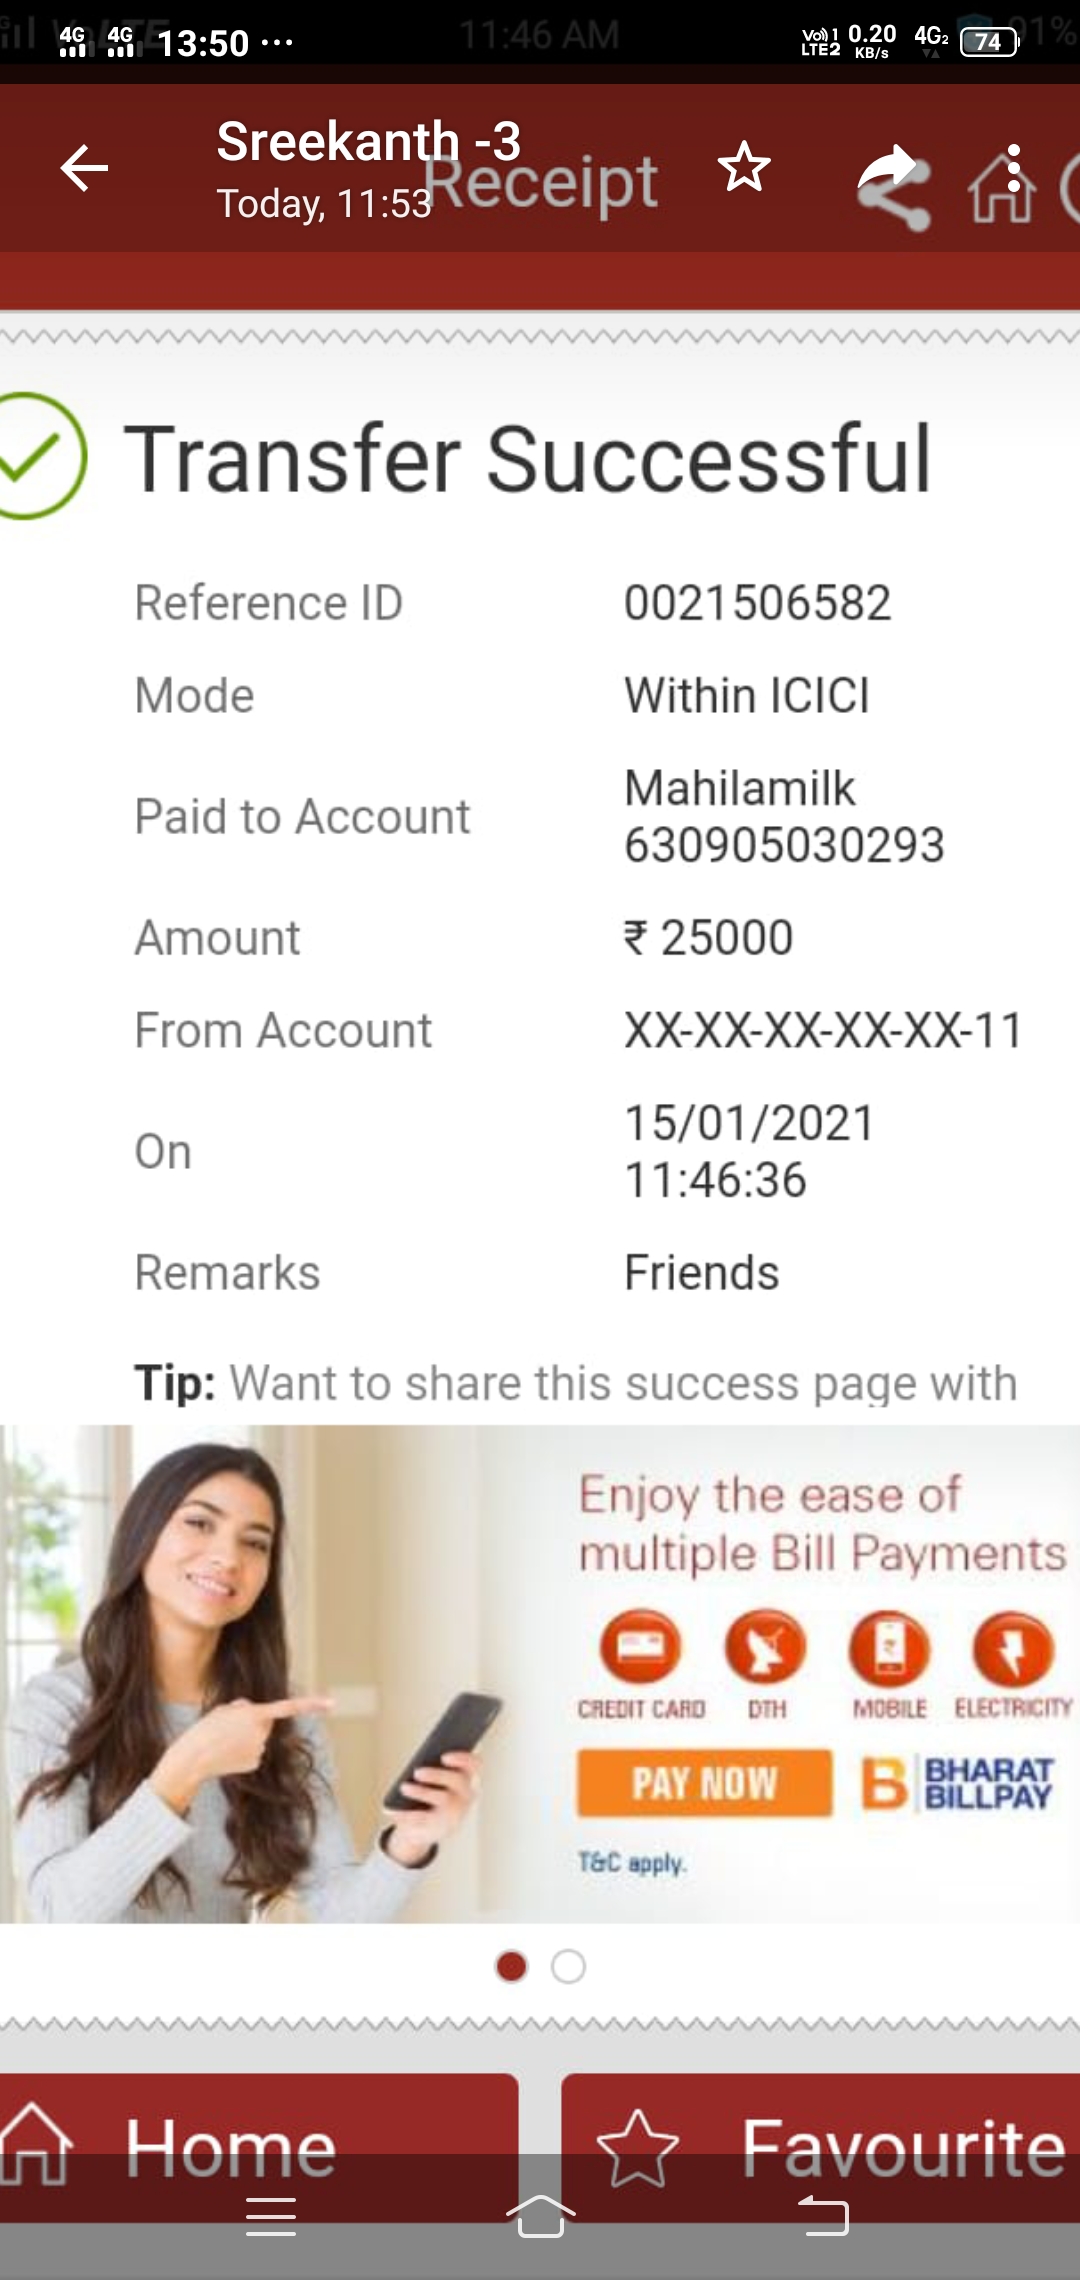 4G 4G 13:50 ... 11:46 AM Vo) 1 LTE2 0.20 KB/s 4G2 74 91%
Sreekanth -3
Today, 11:53
Receipt
Transfer Successful
Reference ID 0021506582
Mode Within ICICI
Paid to Account Mahilamilk
630905030293
Amount ₹ 25000
From Account XX-XX-XX-XX-XX-11
On 15/01/2021
11:46:36
Remarks Friends
Tip: Want to share this success page with
Enjoy the ease of
multiple Bill Payments
CREDIT CARD DTH MOBILE ELECTRICITY
PAY NOW B BHARAT
BILLPAY
T&C apply.
Home Favourite